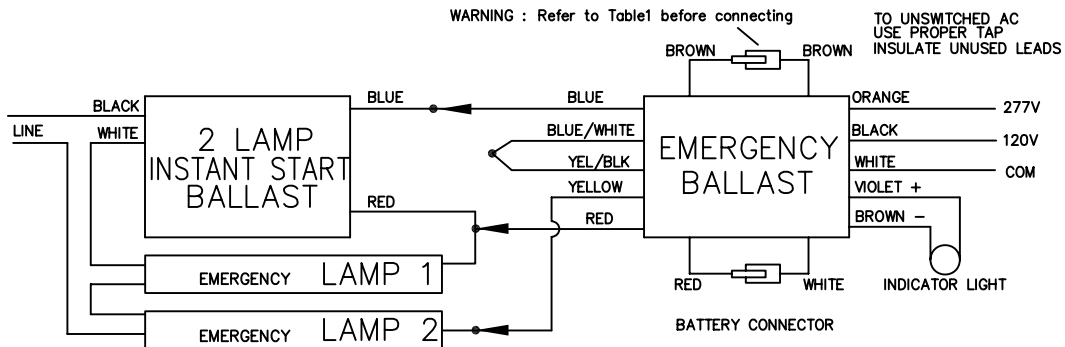 WARNING : Refer to Table1 before connecting
TO UNSWITCHED AC
USE PROPER TAP
INSULATE UNUSED LEADS
BROWN
BROWN
BLACK
LINE
WHITE
2 LAMP
INSTANT START
BALLAST
BLUE
RED
BLUE
BLUE/WHITE
YEL/BLK
YELLOW
RED
EMERGENCY
BALLAST
ORANGE
277V
BLACK
120V
WHITE
COM
VIOLET +
BROWN -
EMERGENCY LAMP 1
EMERGENCY LAMP 2
RED
WHITE
INDICATOR LIGHT
BATTERY CONNECTOR